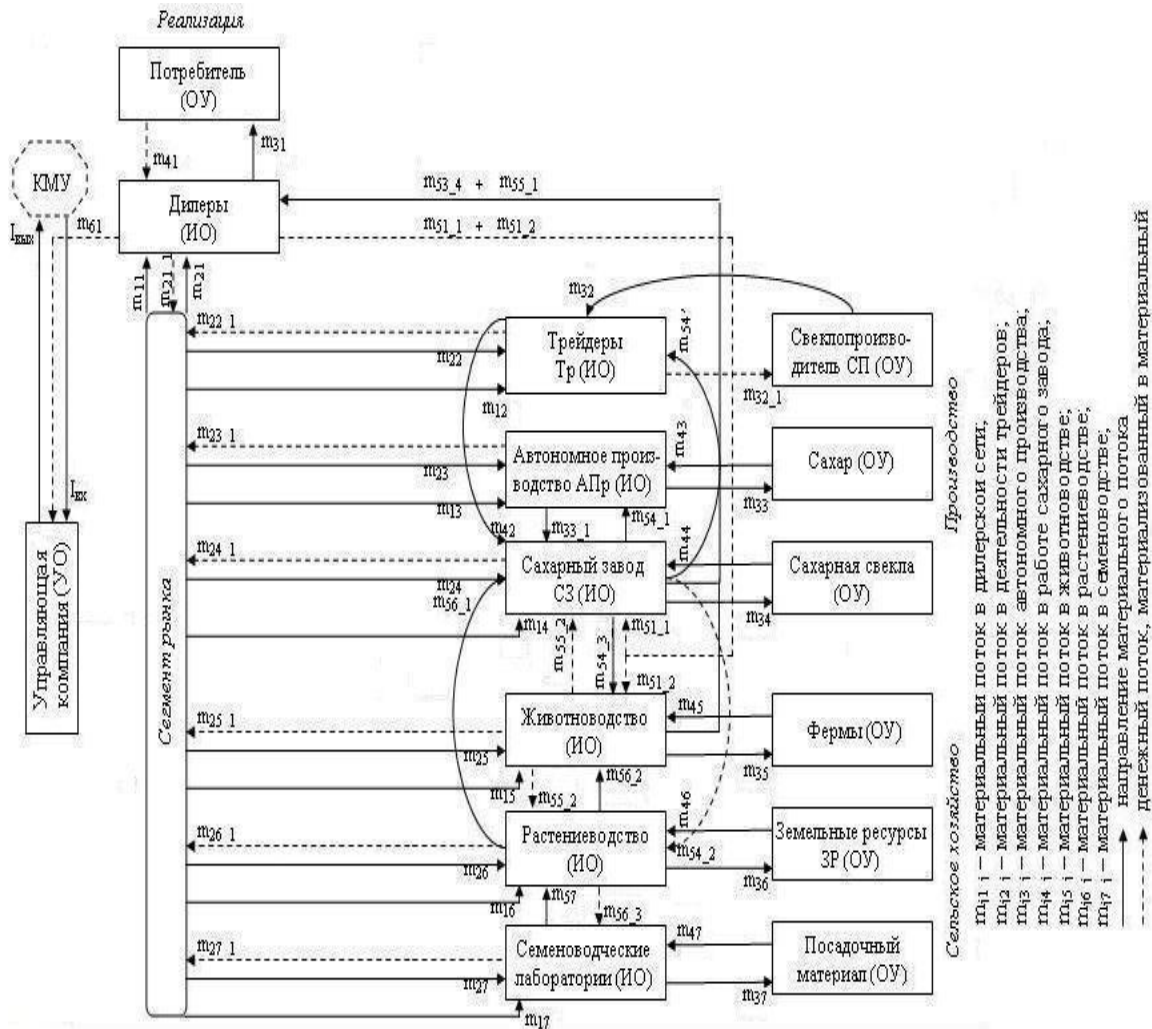 Реализация
Потребитель
(ОУ)
m41
m31
КМУ
Iвых
m61
Дилеры
(ИО)
m53_4 + m55_1
m51_1 + m51_2
m11
m21_1
m21
m32
m22_1
m22
m12
Трейдеры
Тр (ИО)
m54'
m32_1
Свеклопроизво-
дитель СП (ОУ)
m23_1
m23
m13
Автономное произ-
водство АПр (ИО)
m43
m33
Сахар (ОУ)
Производство
Iвх
m42
m33_1
m54_1
m24_1
m24
m56_1
m14
Сахарный завод
СЗ (ИО)
m44
m34
Сахарная свекла
(ОУ)
Управляющая
компания (УО)
Сегмент рынка
m55_2
m54_3
m51_1
m51_2
m25_1
m25
m15
Животноводство
(ИО)
m45
m35
Фермы (ОУ)
m55_2
m56_2
m46
m26_1
m26
m16
Растениеводство
(ИО)
m54_2
m36
Земельные ресурсы
ЗР (ОУ)
Сельское хозяйство
m57
m56_3
m27_1
m27
m17
Семеноводческие
лаборатории (ИО)
m47
m37
Посадочный
материал (ОУ)
mj1_i – материальный поток в дилерской сети;
mj2_i – материальный поток в деятельности трейдеров;
mj3_i – материальный поток автономного производства;
mj4_i – материальный поток в работе сахарного завода;
mj5_i – материальный поток в животноводстве;
mj6_i – материальный поток в растениеводстве;
mj7_i – материальный поток в семеноводстве;
направление материального потока
денежный поток, материализованный в материальный